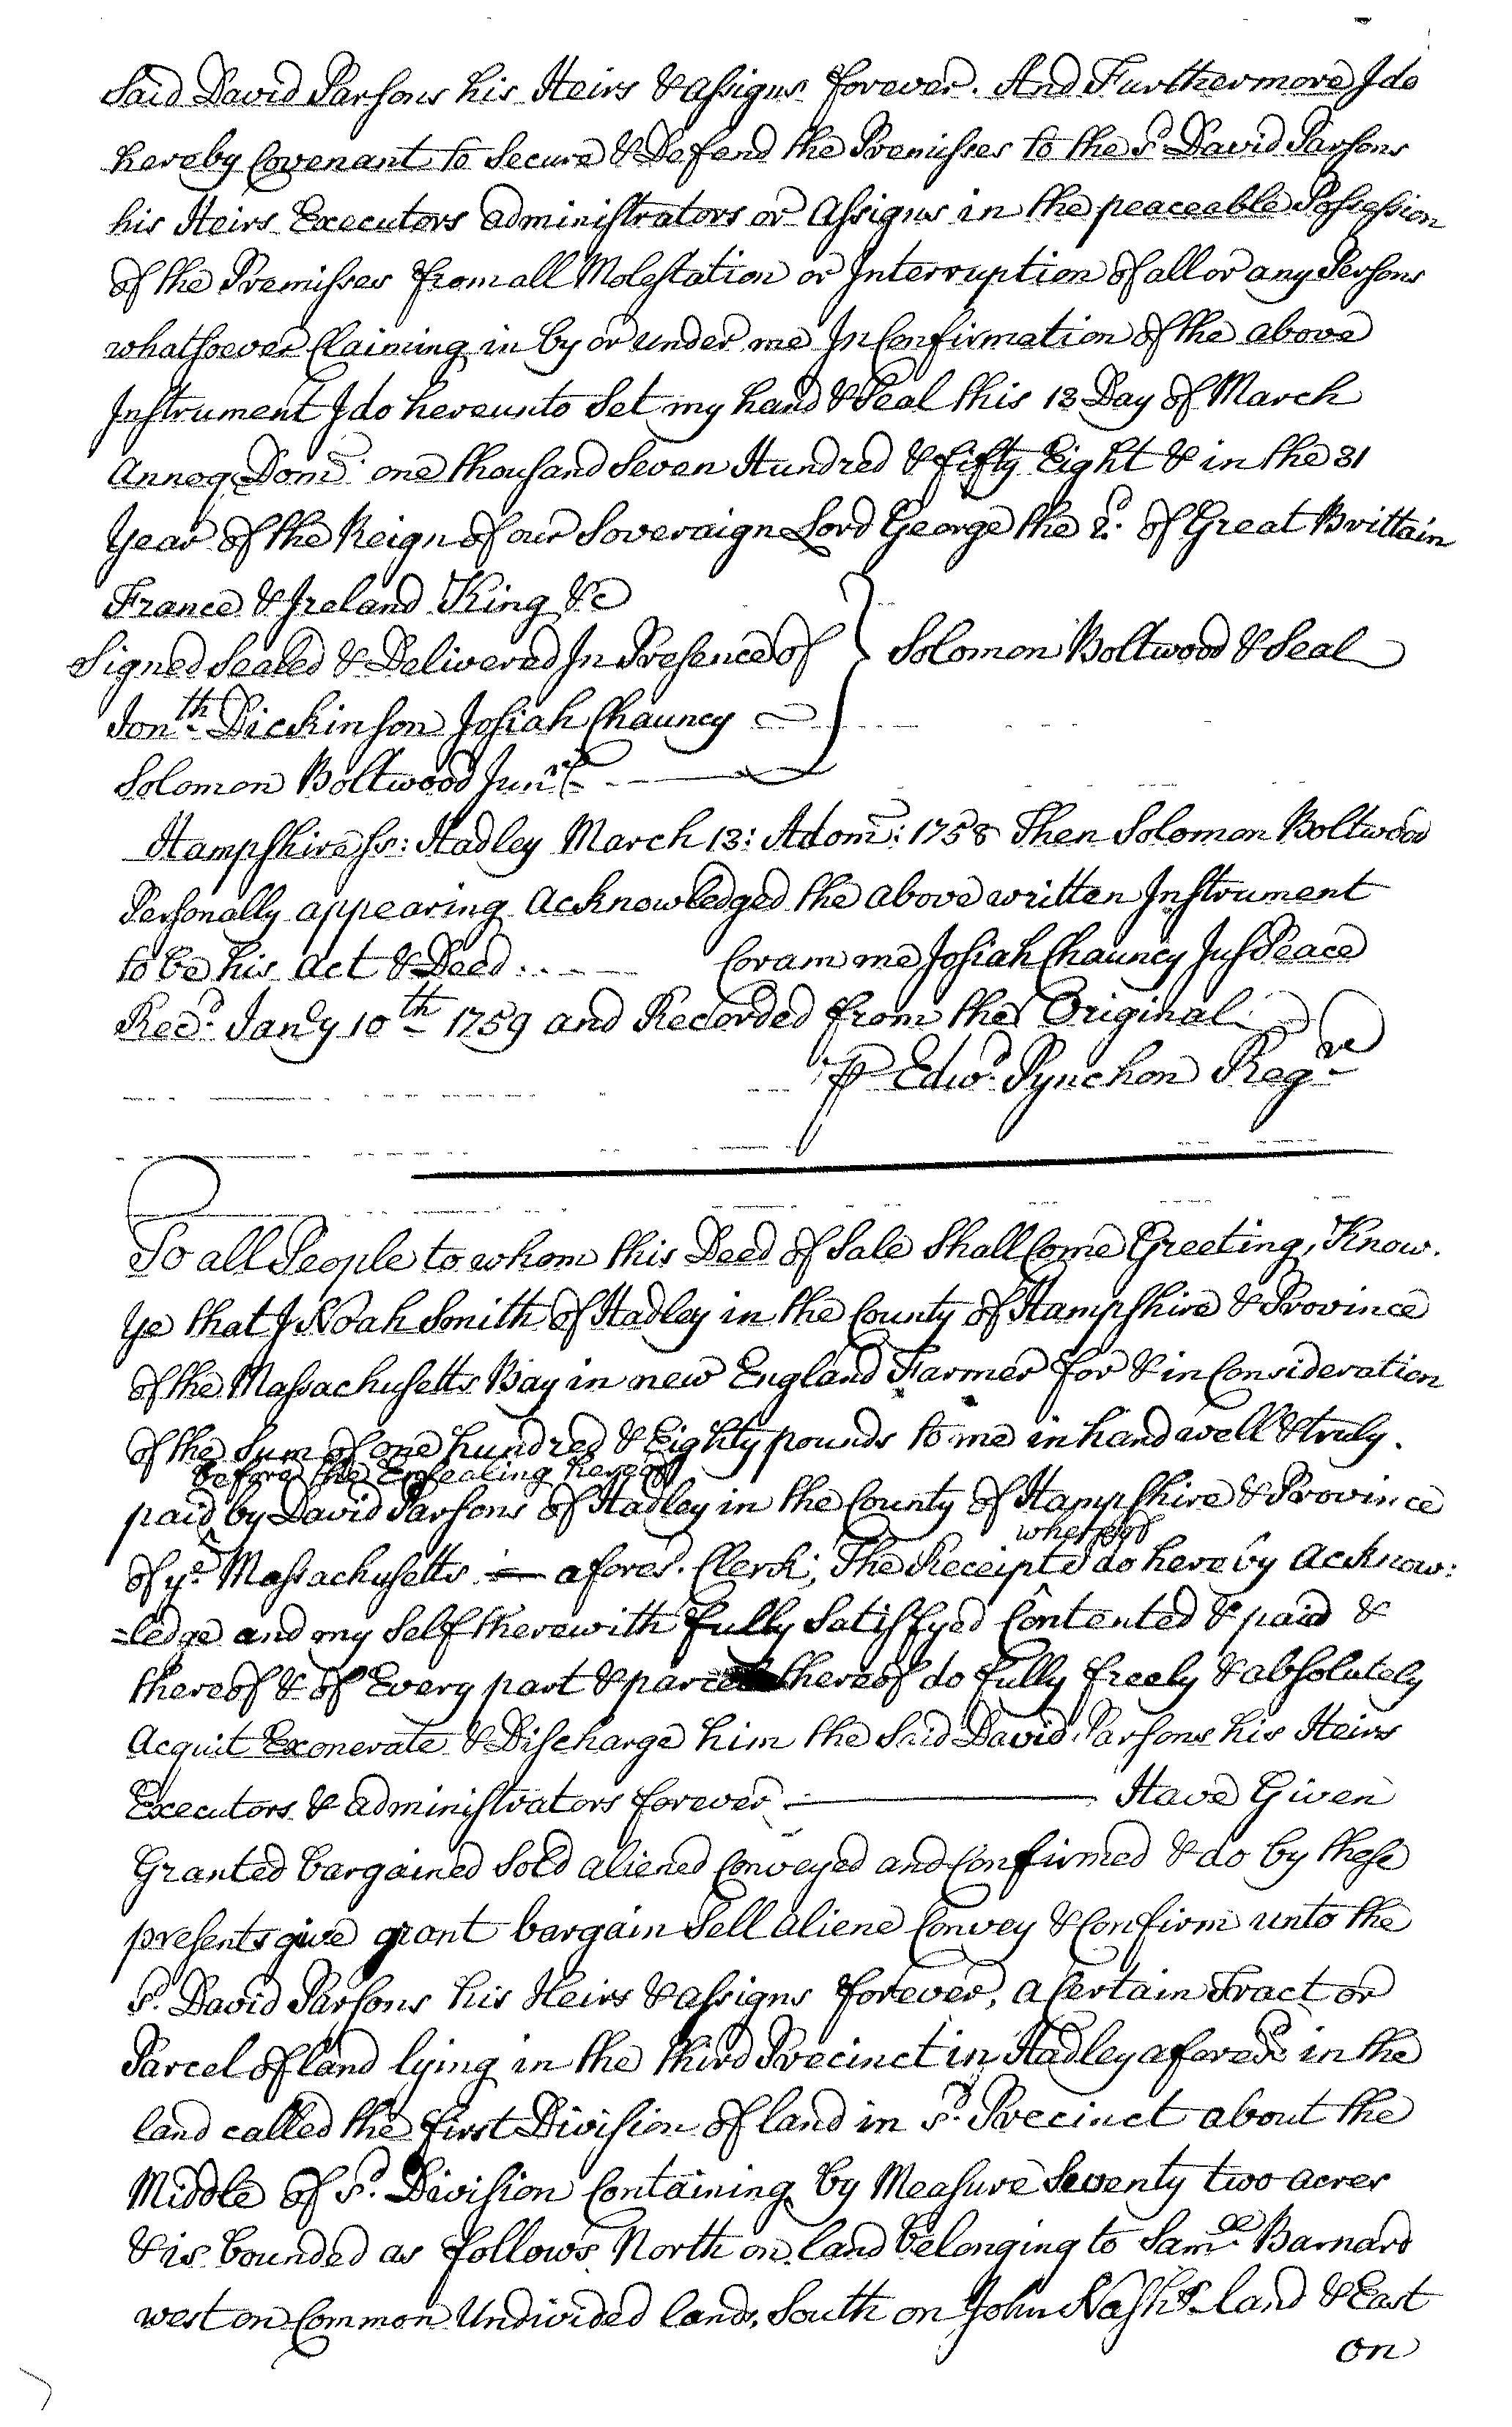 Said David Parsons his Heirs & assigns forever. And Furthermore I do
hereby Covenant to Secure & Defend the Premisses to the sd. David Parsons
his Heirs Executors administrators or Assigns in the peaceable Possession
of the Premisses from all Molestation or Interruption of all or any Persons
whatsoever Claiming in by or under me In Confirmation of the above
Instrument I do hereunto Set my hand & Seal this 13 Day of March
Annoq Dom: one thousand Seven Hundred & fifty Eight & in the 31
Year of the Reign of our Soveraign Lord George the 2d. of Great Brittain
France & Ireland King &c
Signed Sealed & Delivered In Presence of } Solomon Boltwood & Seal
Jonth Dickinson Josiah Chauncy
Solomon Boltwood Junr
Hampshire ss: Hadley March 13: Adom: 1758 Then Solomon Boltwood
Personally appearing Acknowledged the above written Instrument
to be his Act & Deed .. Coram me Josiah Chauncy Jus Peace
Recd. Jany 10th 1759 and Recorded from the Original
⅌ Edwd. Pynchon Regr
To all People to whom this Deed of Sale Shall Come Greeting, Know.
Ye that I Noah Smith of Hadley in the County of Hampshire & Province
of the Massachusetts Bay in new England Farmer for & in Consideration
of the Sum of one hundred & Eighty pounds to me in hand well & truly.
before the Ensealing hereof
paid by David Parsons of Hadley in the County of Hampshire & Province
whereof
of ye. Massachusetts afores. Clerk; The Receipt I do hereby Acknow:
=ledge and my Self therewith fully Satisfyed Contented & paid &
thereof & of Every part & parcel thereof do fully freely & absolutely
Acquit Exonerate & Discharge him the Said David Parsons his Heirs
Executors & administrators forever Have Given
Granted bargained Sold aliened Conveyed and Confirmed & do by these
presents give grant bargain Sell aliene Convey & Confirm unto the
sd. David Parsons his Heirs & assigns forever, a Certain Tract or
Parcel of land lying in the third Precinct in Hadley aforesd. in the
land called the first Division of land in sd. Precinct about the
Middle of sd. Division Containing by Measure Seventy two acres
& is bounded as follows North on land belonging to Samll Barnard
west on Common Undivided land, South on John Nash's land & East
on